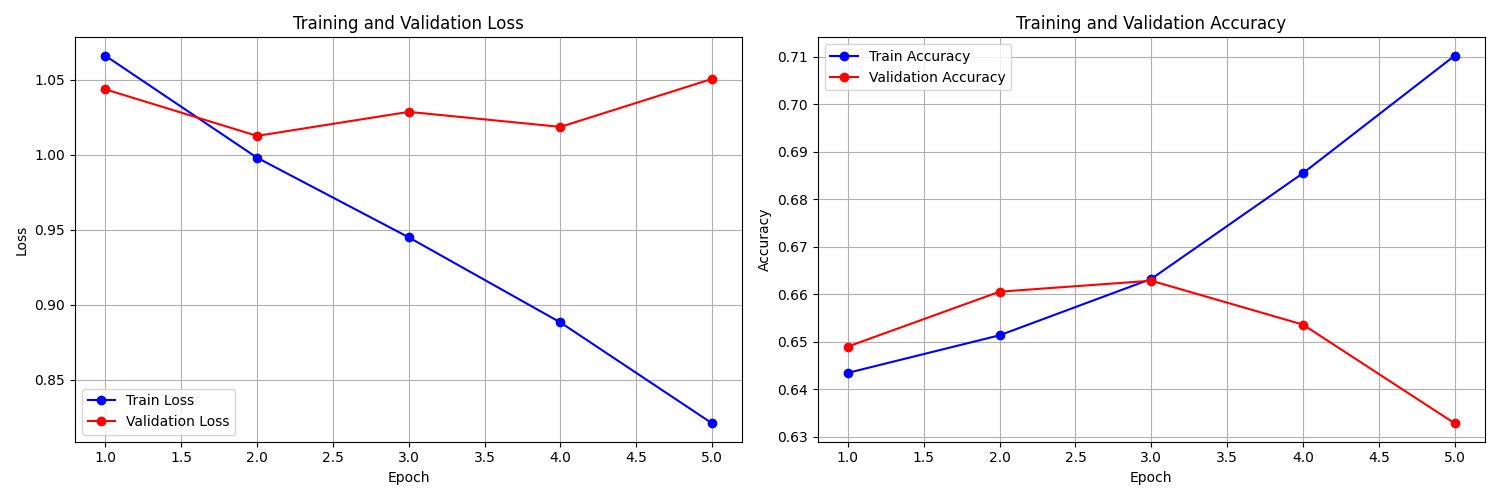 Training and Validation Loss
Loss
1.05
1.00
0.95
0.90
0.85
Train Loss
Validation Loss
1.0 1.5 2.0 2.5 3.0 3.5 4.0 4.5 5.0
Epoch
Training and Validation Accuracy
Accuracy
0.71
0.70
0.69
0.68
0.67
0.66
0.65
0.64
0.63
Train Accuracy
Validation Accuracy
1.0 1.5 2.0 2.5 3.0 3.5 4.0 4.5 5.0
Epoch